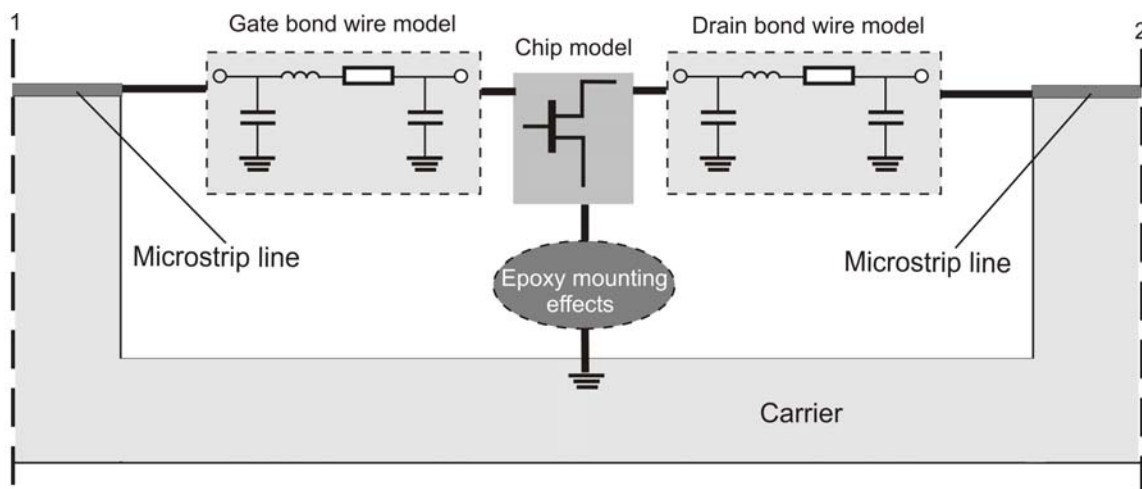 1
Gate bond wire model
Chip model
Drain bond wire model
2
Microstrip line
Epoxy mounting
effects
Microstrip line
Carrier